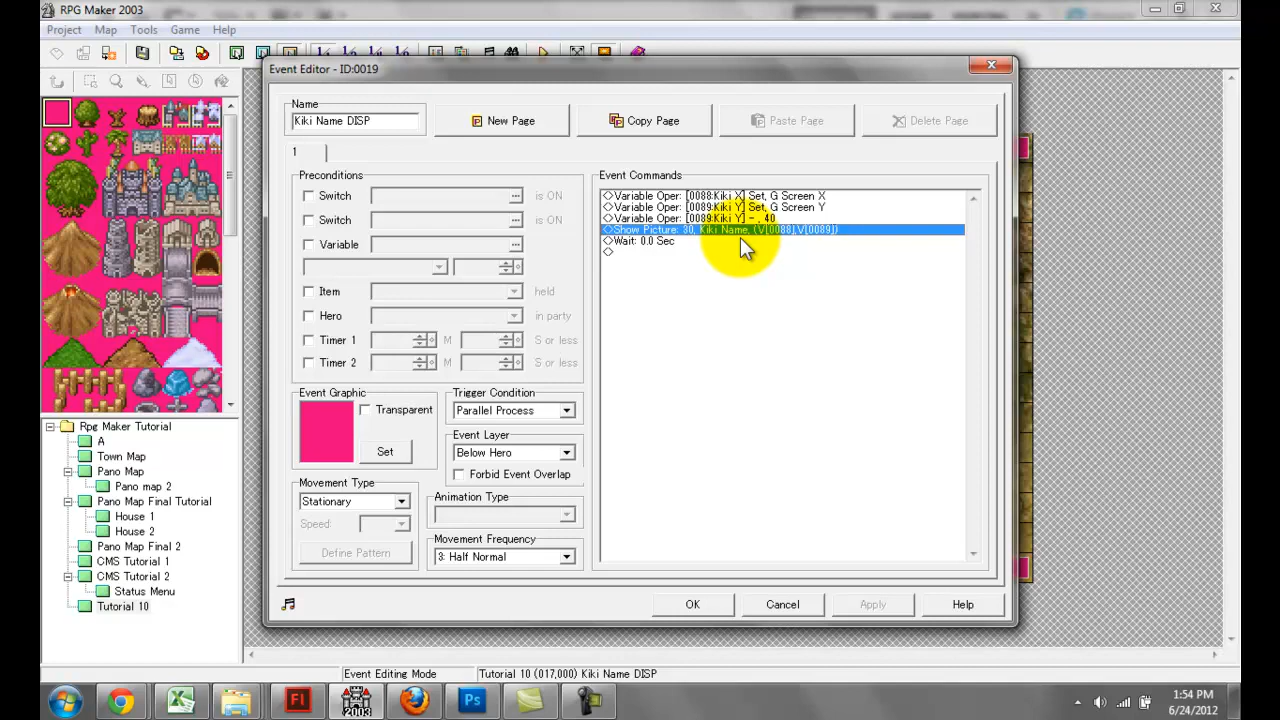 RPG Maker 2003
Project Map Tools Game Help
Event Editor - ID:0019
Name
Kiki Name DISP
New Page
Copy Page
Paste Page
Delete Page
1
Preconditions
Switch is ON
Switch is ON
Variable
Item held
Hero in party
Timer 1 M S or less
Timer 2 M S or less
Event Graphic
Transparent
Set
Trigger Condition
Parallel Process
Event Layer
Below Hero
Forbid Event Overlap
Movement Type
Stationary
Speed:
Define Pattern
Animation Type
Movement Frequency
3: Half Normal
Event Commands
◇Variable Oper: [0088:Kiki X] Set, G Screen X
◇Variable Oper: [0089:Kiki Y] Set, G Screen Y
◇Variable Oper: [0089:Kiki Y] - , 40
◇Show Picture: 30, Kiki Name, (V[0088],V[0089])
◇Wait: 0.0 Sec
◇
OK
Cancel
Apply
Help
Rpg Maker Tutorial
A
Town Map
Pano Map
Pano map 2
Pano Map Final Tutorial
House 1
House 2
Pano Map Final 2
CMS Tutorial 1
CMS Tutorial 2
Status Menu
Tutorial 10
Event Editing Mode
Tutorial 10 (017,000) Kiki Name DISP
Fl
2003
Ps
1:54 PM
6/24/2012